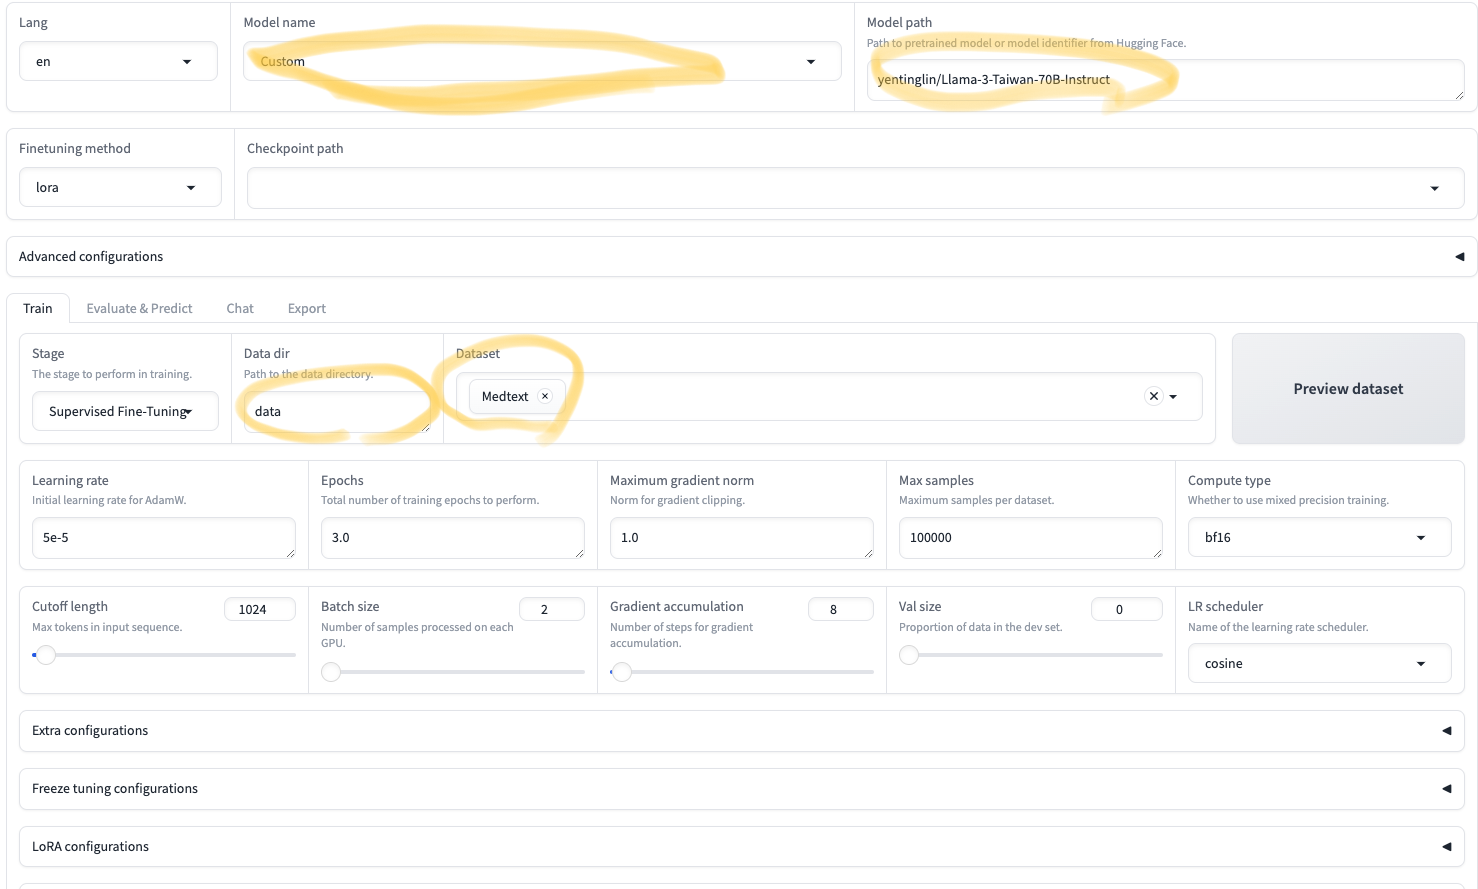 Lang
en
Model name
Custom
Model path
Path to pretrained model or model identifier from Hugging Face.
yentinglin/Llama-3-Taiwan-70B-Instruct
Finetuning method
lora
Checkpoint path
Advanced configurations
Train
Evaluate & Predict
Chat
Export
Stage
The stage to perform in training.
Supervised Fine-Tuning
Data dir
Path to the data directory.
data
Dataset
Medtext
Preview dataset
Learning rate
Initial learning rate for AdamW.
5e-5
Epochs
Total number of training epochs to perform.
3.0
Maximum gradient norm
Norm for gradient clipping.
1.0
Max samples
Maximum samples per dataset.
100000
Compute type
Whether to use mixed precision training.
bf16
Cutoff length
1024
Max tokens in input sequence.
Batch size
2
Number of samples processed on each
GPU.
Gradient accumulation
8
Number of steps for gradient
accumulation.
Val size
0
Proportion of data in the dev set.
LR scheduler
Name of the learning rate scheduler.
cosine
Extra configurations
Freeze tuning configurations
LoRA configurations